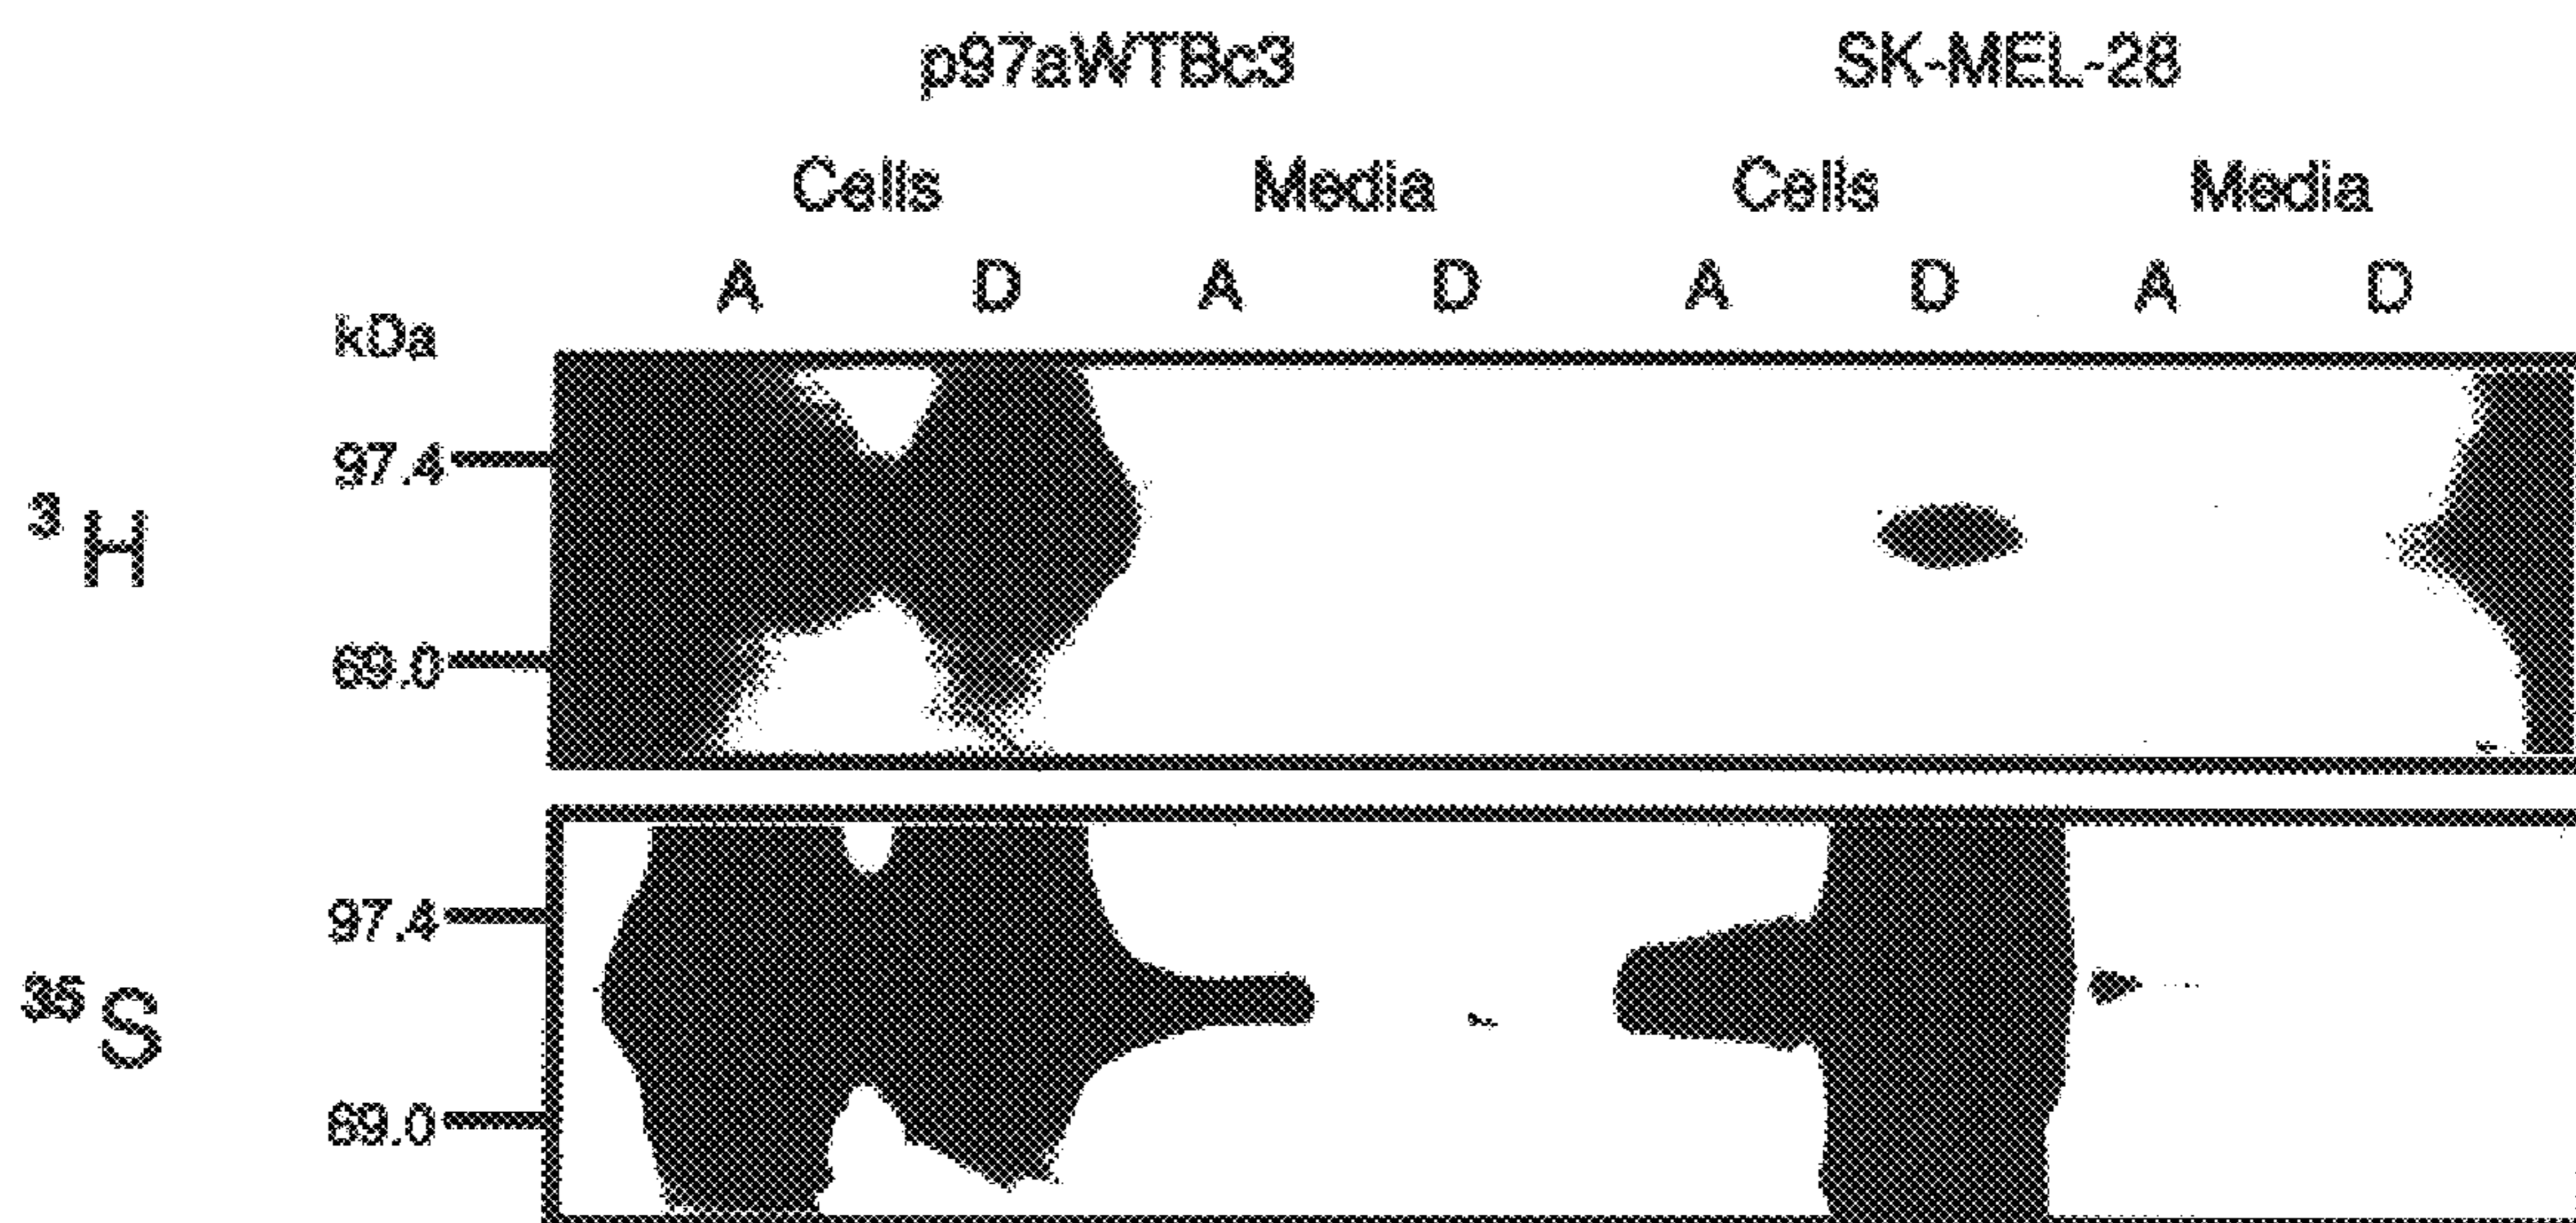 p97aWTBc3 SK-MEL-28
Cells Media Cells Media
A D A D A D A D
kDa
97.4
³H
69.0
97.4
³⁵S
69.0